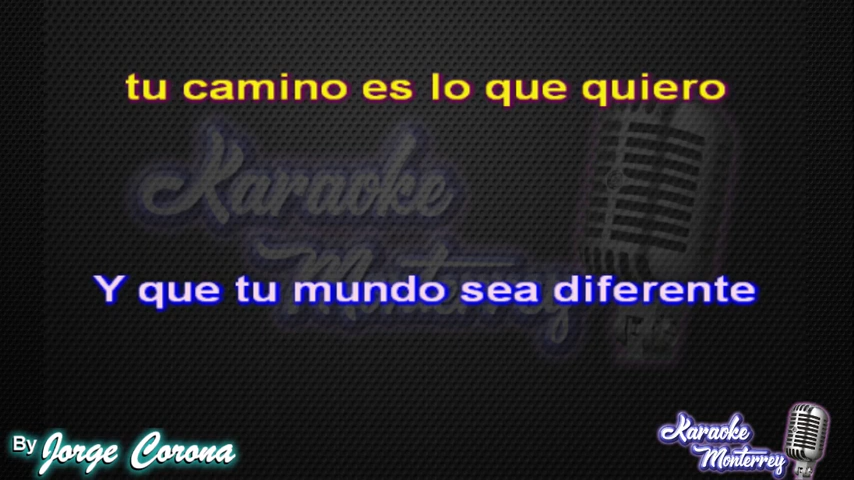 tu camino es lo que quiero
Karaoke
Monterrey
Y que tu mundo sea diferente
By Jorge Corona
Karaoke
Monterrey